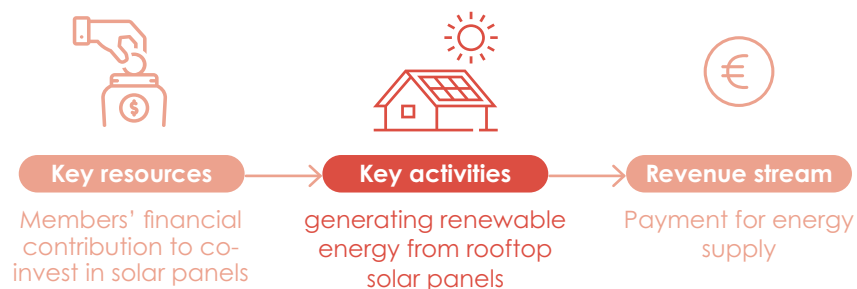 $
€
Key resources
Key activities
Revenue stream
Members’ financial
contribution to co-
invest in solar panels
generating renewable
energy from rooftop
solar panels
Payment for energy
supply